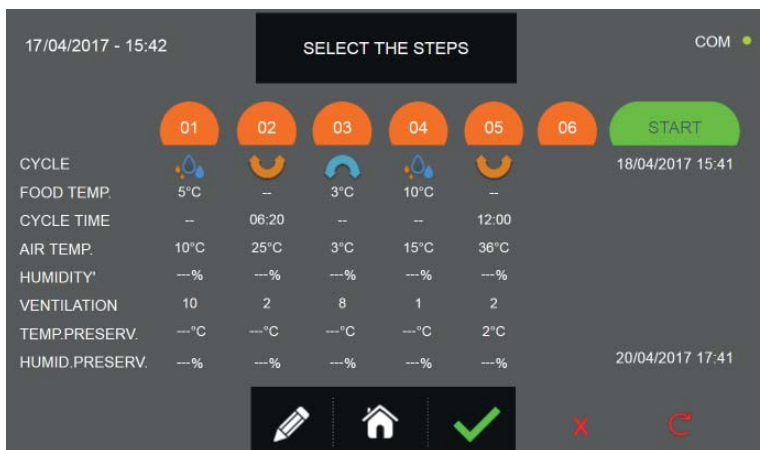 17/04/2017 - 15:42 SELECT THE STEPS COM
01 02 03 04 05 06 START
CYCLE 18/04/2017 15:41
FOOD TEMP. 5°C -- 3°C 10°C --
CYCLE TIME -- 06:20 -- -- 12:00
AIR TEMP. 10°C 25°C 3°C 15°C 36°C
HUMIDITY' ---% ---% ---% ---% ---%
VENTILATION 10 2 8 1 2
TEMP.PRESERV. ---°C ---°C ---°C ---°C 2°C
HUMID.PRESERV. ---% ---% ---% ---% ---% 20/04/2017 17:41
X